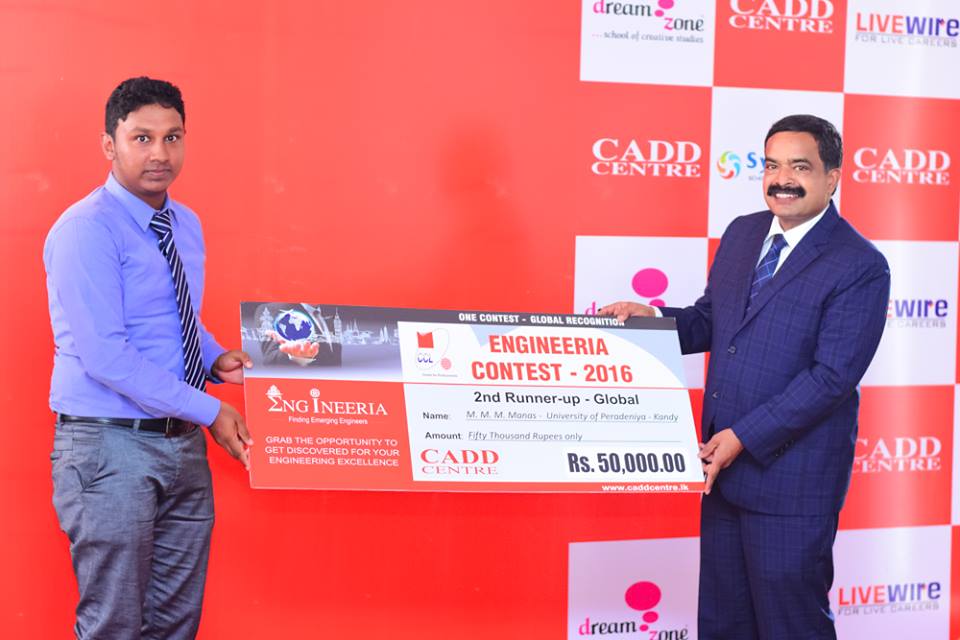 dream zone
...school of creative studies
CADD
CENTRE
LIVEWIRE
FOR LIVE CAREERS
CADD
CENTRE
Sy
CADD
CENTRE
ONE CONTEST - GLOBAL RECOGNITION
CCL
ENGINEERIA
CONTEST - 2016
2nd Runner-up - Global
Name: M. M. M. Manas - University of Peradeniya - Kandy
Amount: Fifty Thousand Rupees only
CADD
CENTRE
Rs. 50,000.00
www.caddcentre.lk
ENGINEERIA
Finding Emerging Engineers
GRAB THE OPPORTUNITY TO
GET DISCOVERED FOR YOUR
ENGINEERING EXCELLENCE
EWIRE
E CAREERS
CADD
CENTRE
dream zone
LIVEWIRE
FOR LIVE CAREERS